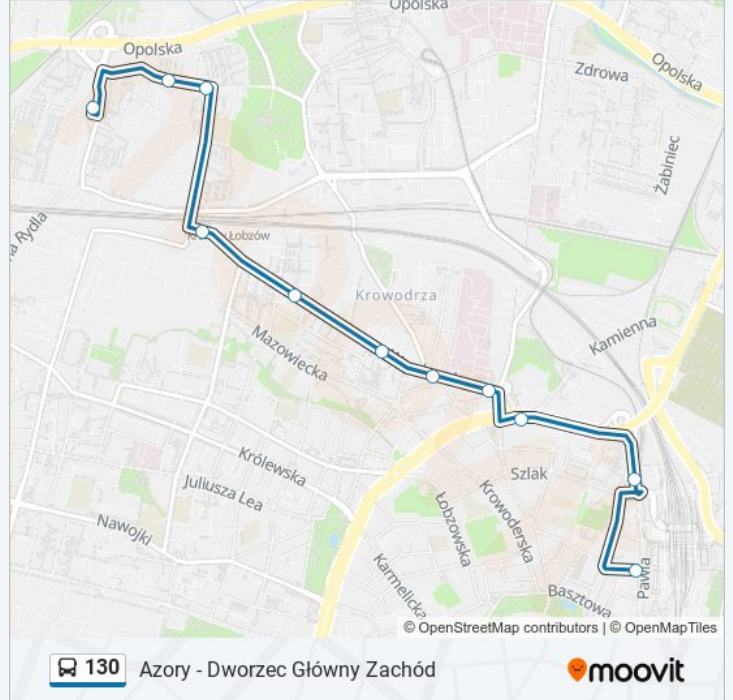 Opolska
Opolska
Opolska
Zdrowa
Żabiniec
na Rydla
Łobzów
Krowodrza
Kamienna
Mazowiecka
Królewska
Szlak
Juliusza Lea
Łobzowska
Krowoderska
Nawojki
Karmelicka
Basztowa
Pawia
© OpenStreetMap contributors | © OpenMapTiles
130 Azory - Dworzec Główny Zachód
moovit